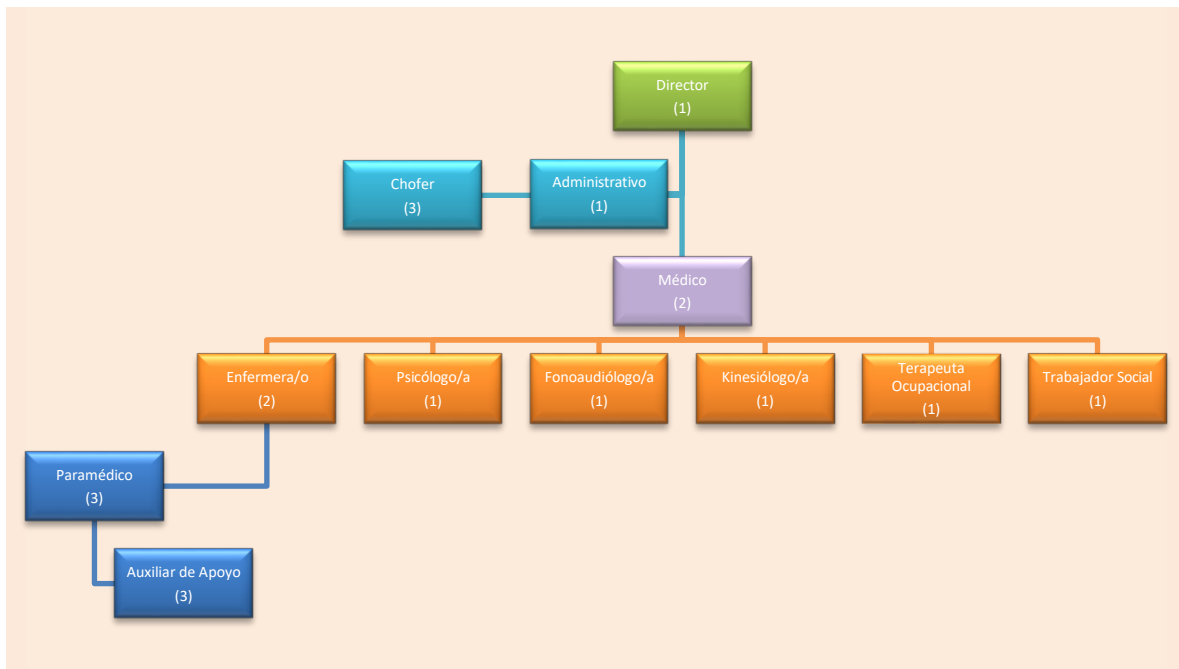 Director
(1)
Chofer
(3)
Administrativo
(1)
Médico
(2)
Enfermera/o
(2)
Psicólogo/a
(1)
Fonoaudiólogo/a
(1)
Kinesiólogo/a
(1)
Terapeuta
Ocupacional
(1)
Trabajador Social
(1)
Paramédico
(3)
Auxiliar de Apoyo
(3)